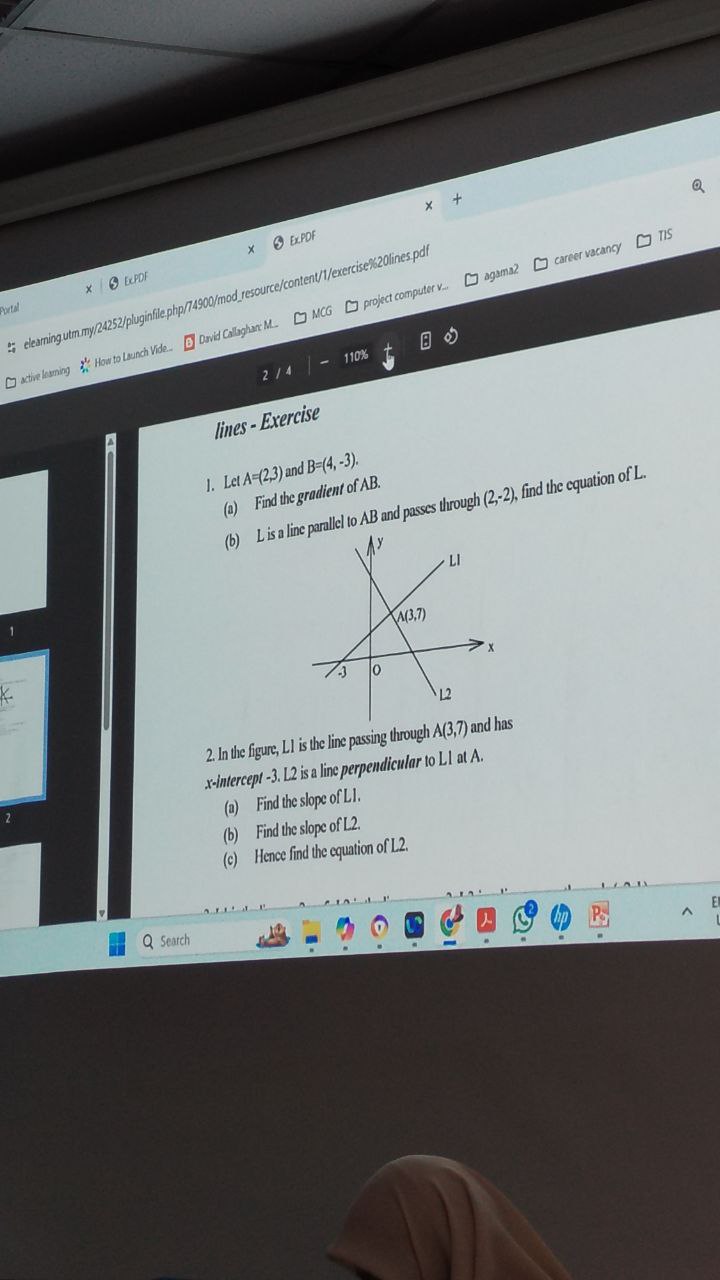 Portal
Ex.PDF
Ex.PDF
elearning.utm.my/24252/pluginfile.php/74900/mod_resource/content/1/exercise%20lines.pdf
active learning
How to Launch Vide...
David Callaghan: M...
MCG
project computer v...
agama2
career vacancy
TIS
2 / 4
110%
lines - Exercise
1. Let A=(2,3) and B=(4, -3).
(a) Find the gradient of AB.
(b) L is a line parallel to AB and passes through (2,-2), find the equation of L.
y
L1
A(3,7)
x
-3
O
L2
2. In the figure, L1 is the line passing through A(3,7) and has
x-intercept -3. L2 is a line perpendicular to L1 at A.
(a) Find the slope of L1.
(b) Find the slope of L2.
(c) Hence find the equation of L2.
1
2
Search
2
hp